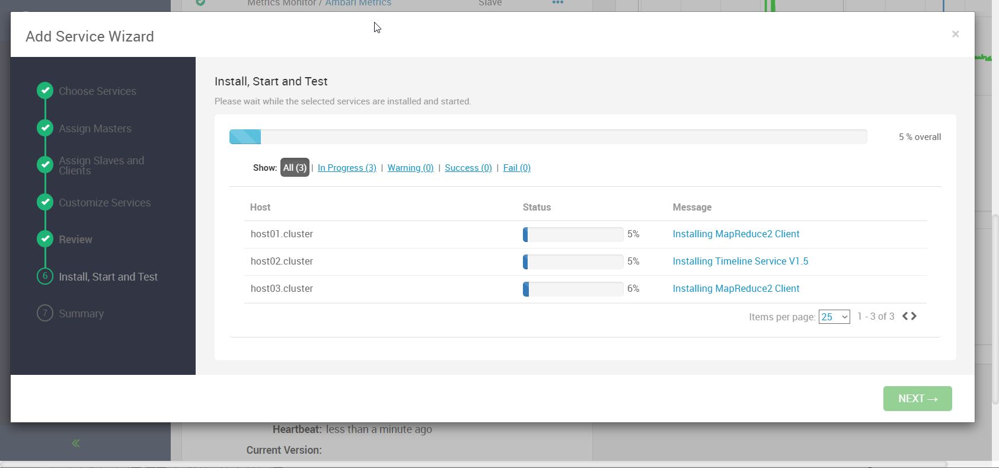 Metrics Monitor / Ambari Metrics Slave
Add Service Wizard ×
Choose Services
Assign Masters
Assign Slaves and
Clients
Customize Services
Review
6 Install, Start and Test
7 Summary
Install, Start and Test
Please wait while the selected services are installed and started.
5 % overall
Show: All (3) | In Progress (3) | Warning (0) | Success (0) | Fail (0)
Host Status Message
host01.cluster 5% Installing MapReduce2 Client
host02.cluster 5% Installing Timeline Service V1.5
host03.cluster 6% Installing MapReduce2 Client
Items per page: 25 1 - 3 of 3
NEXT →
Heartbeat: less than a minute ago
Current Version: